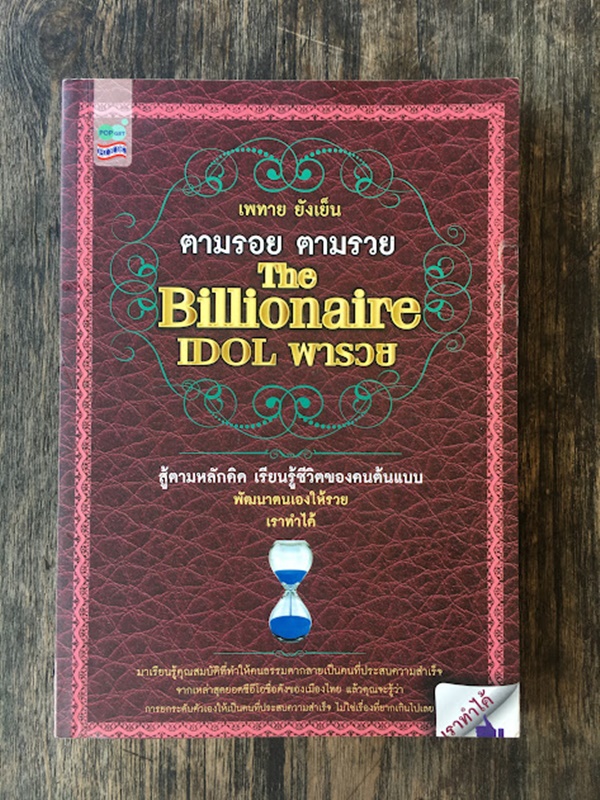 เพทาย ยังเย็น
ตามรอย ตามรวย
The
Billionaire
IDOL พารวย
สู้ตามหลักคิด เรียนรู้ชีวิตของคนต้นแบบ
พัฒนาตนเองให้รวย
เราทำได้
มาเรียนรู้คุณสมบัติที่ทำให้คนธรรมดากลายเป็นคนที่ประสบความสำเร็จ
จากเหล่าสุดยอดซีอีโอชื่อดังของเมืองไทย แล้วคุณจะรู้ว่า
การยกระดับตัวเองให้เป็นคนที่ประสบความสำเร็จ ไม่ใช่เรื่องที่ยากเกินไปเลย
เราทำได้